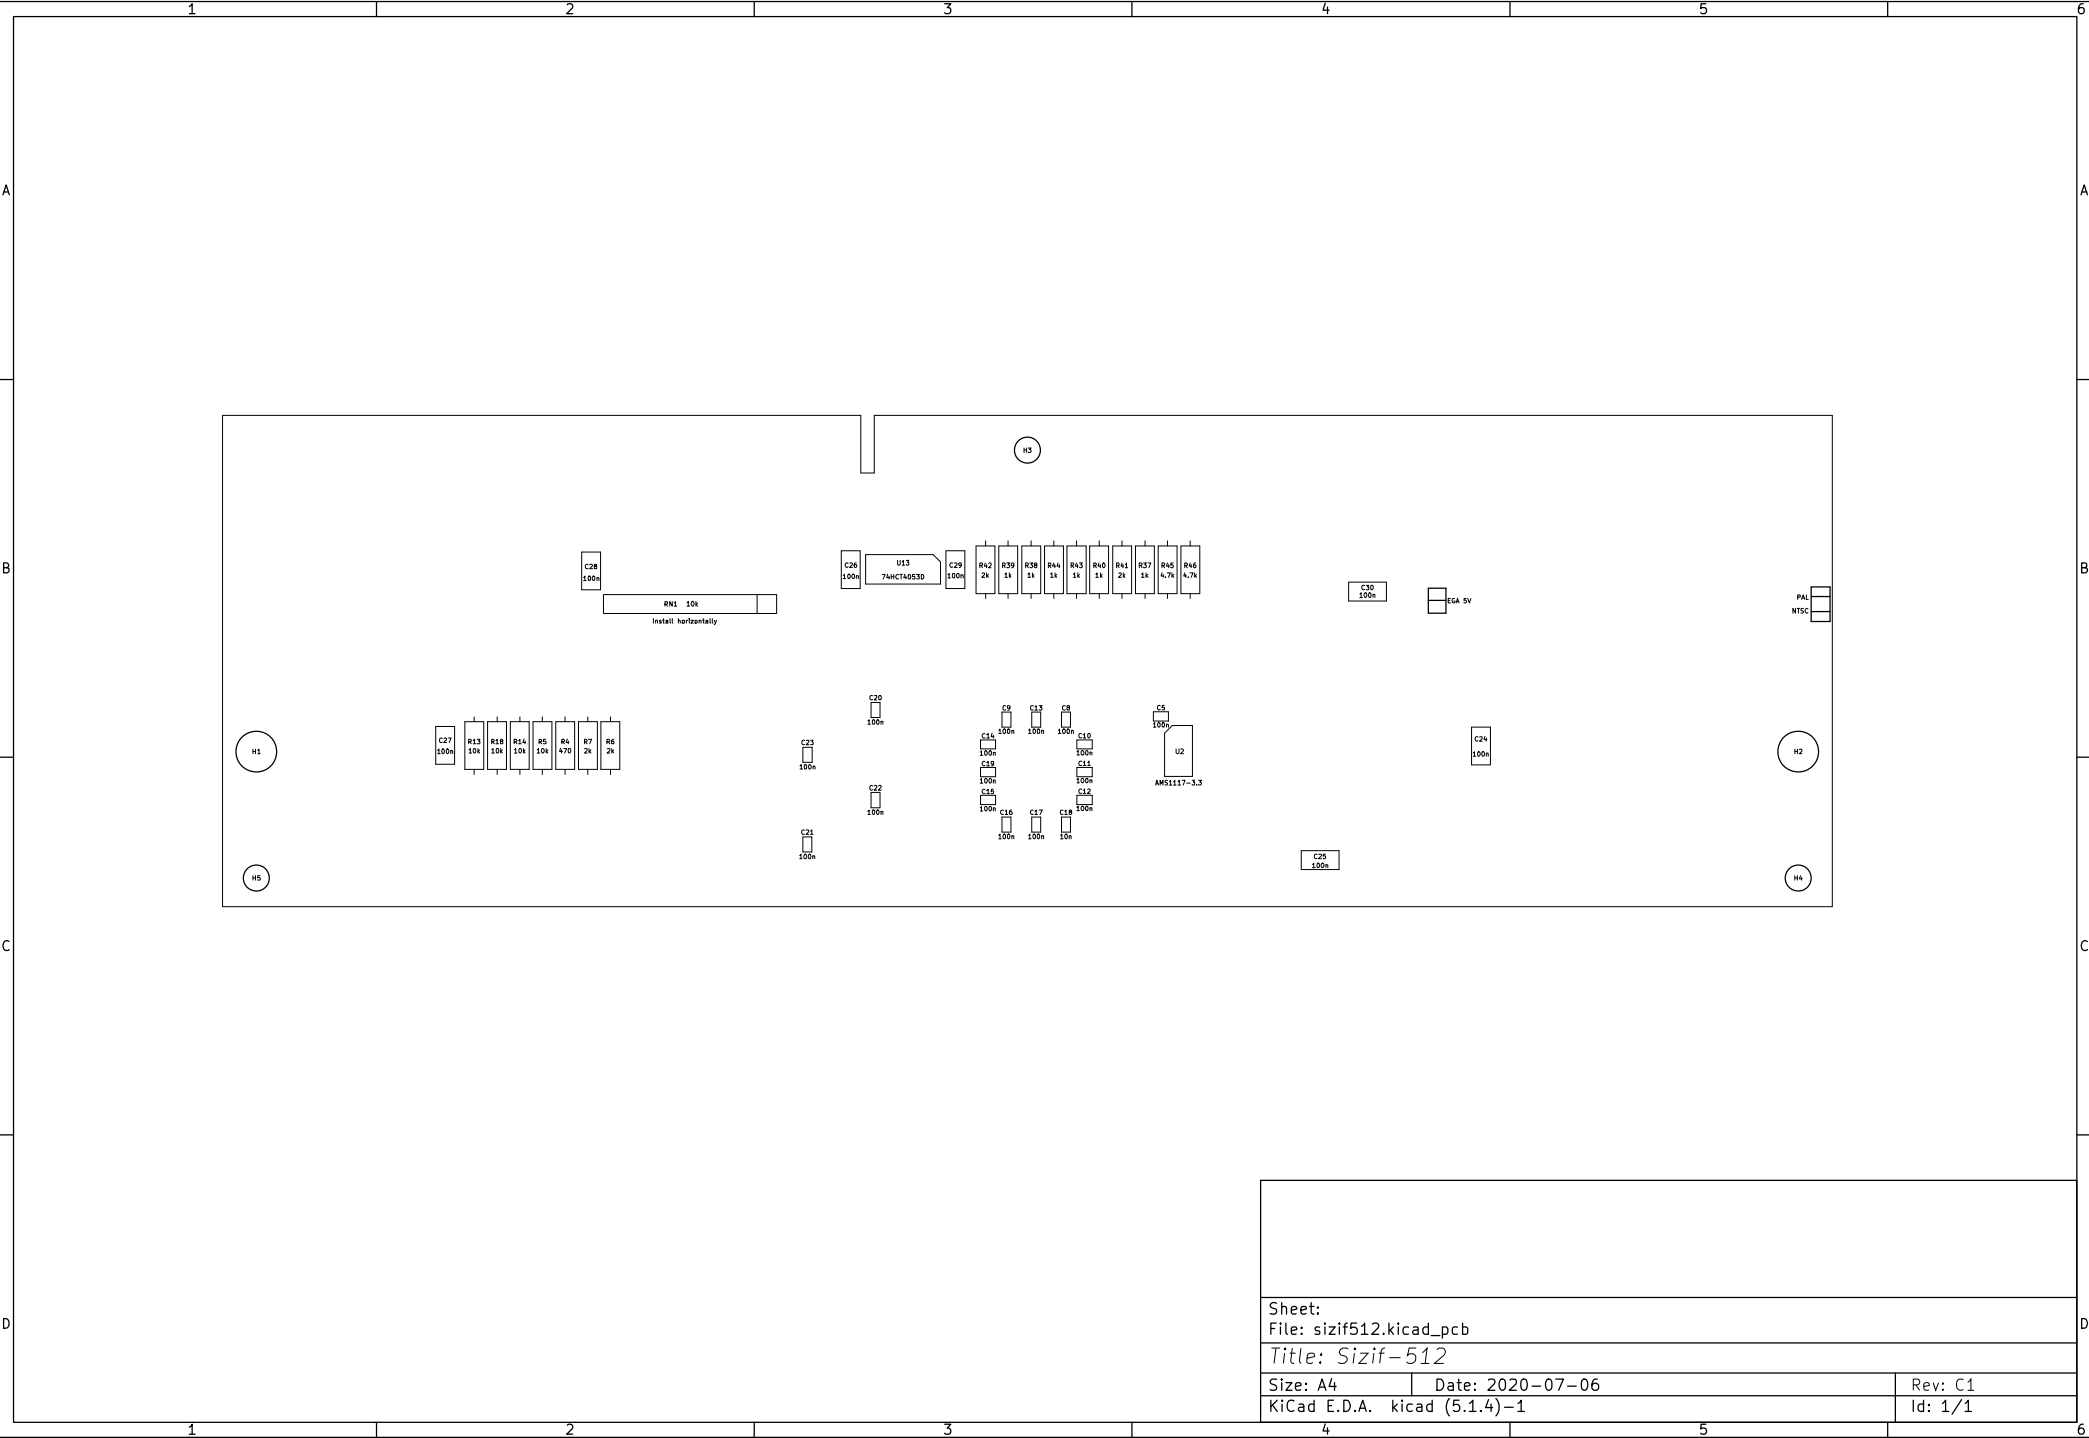 1 2 3 4 5 6
A A
H3
B B
C28
100n
RN1 10k
Install horizontally
C26
100n
U13
74HCT4053D
C29
100n
R42 R39 R38 R44 R43 R40 R41 R37 R45 R46
2k 1k 1k 1k 1k 1k 2k 1k 4.7k 4.7k
C30
100n
EGA 5V
PAL
NTSC
C20
100n
C9 C13 C8
100n 100n 100n
C5
100n
H1
C27
100n
R13 R18 R14 R5 R4 R7 R6
10k 10k 10k 10k 470 2k 2k
C23
100n
C14
100n
C10
100n
U2
AMS1117-3.3
C24
100n
H2
C19
100n
C11
100n
C22
100n
C15
100n
C12
100n
C16 C17 C18
100n 100n 10n
C21
100n
C25
100n
H5
H4
C C
D D
Sheet:
File: sizif512.kicad_pcb
Title: Sizif-512
Size: A4 Date: 2020-07-06 Rev: C1
KiCad E.D.A. kicad (5.1.4)-1 Id: 1/1
1 2 3 4 5 6